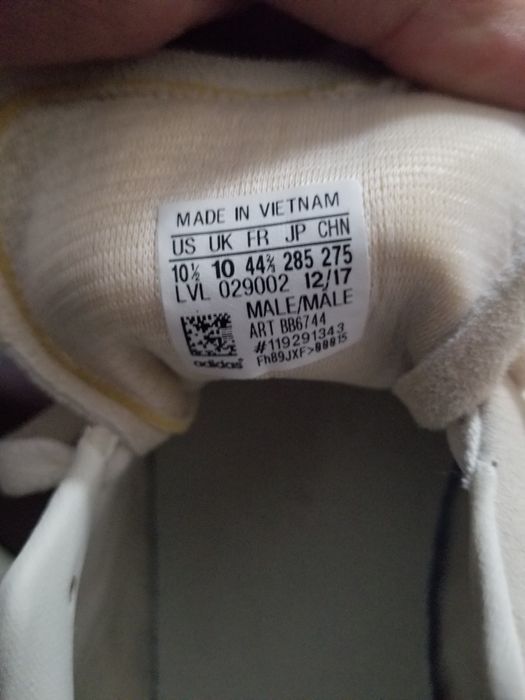 MADE IN VIETNAM
US UK FR JP CHN
10½ 10 44⅔ 285 275
LVL 029002 12/17
MALE/MALE
ART BB6744
#119291343
Fh89JXF>00015
adidas